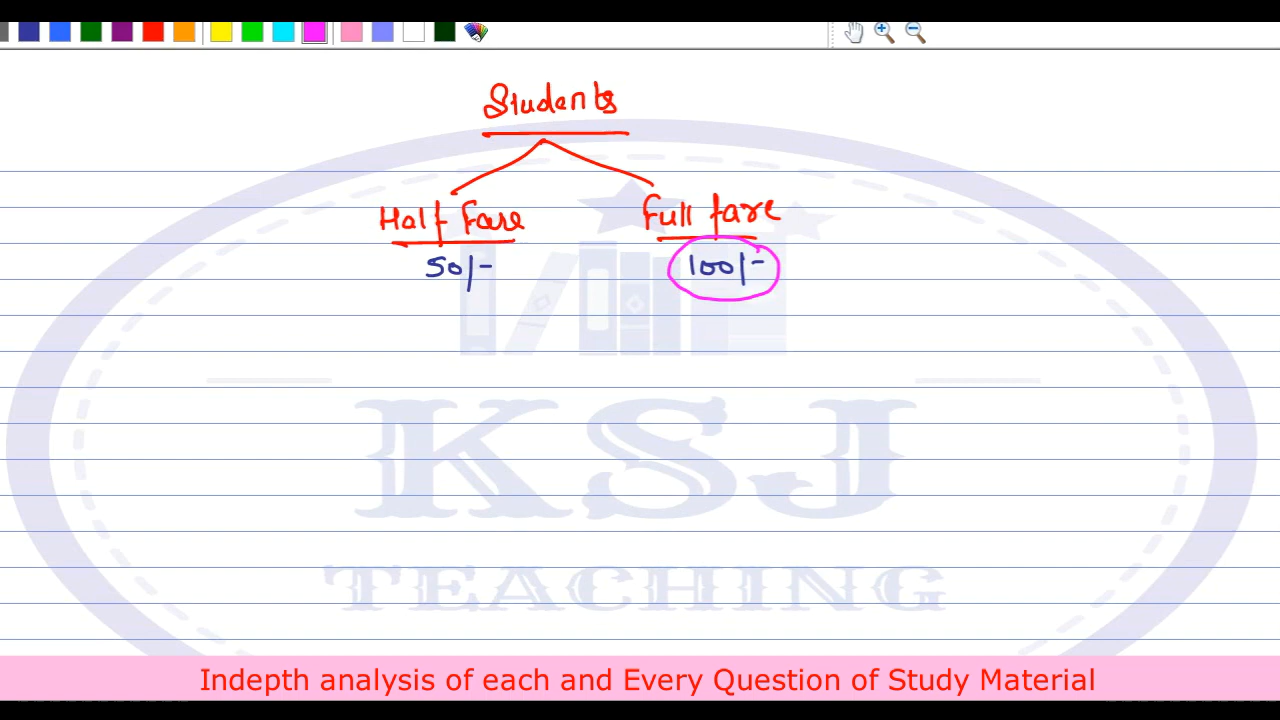 Students
Half Fare Full fare
50/- 100/-
KSJ
TEACHING
Indepth analysis of each and Every Question of Study Material